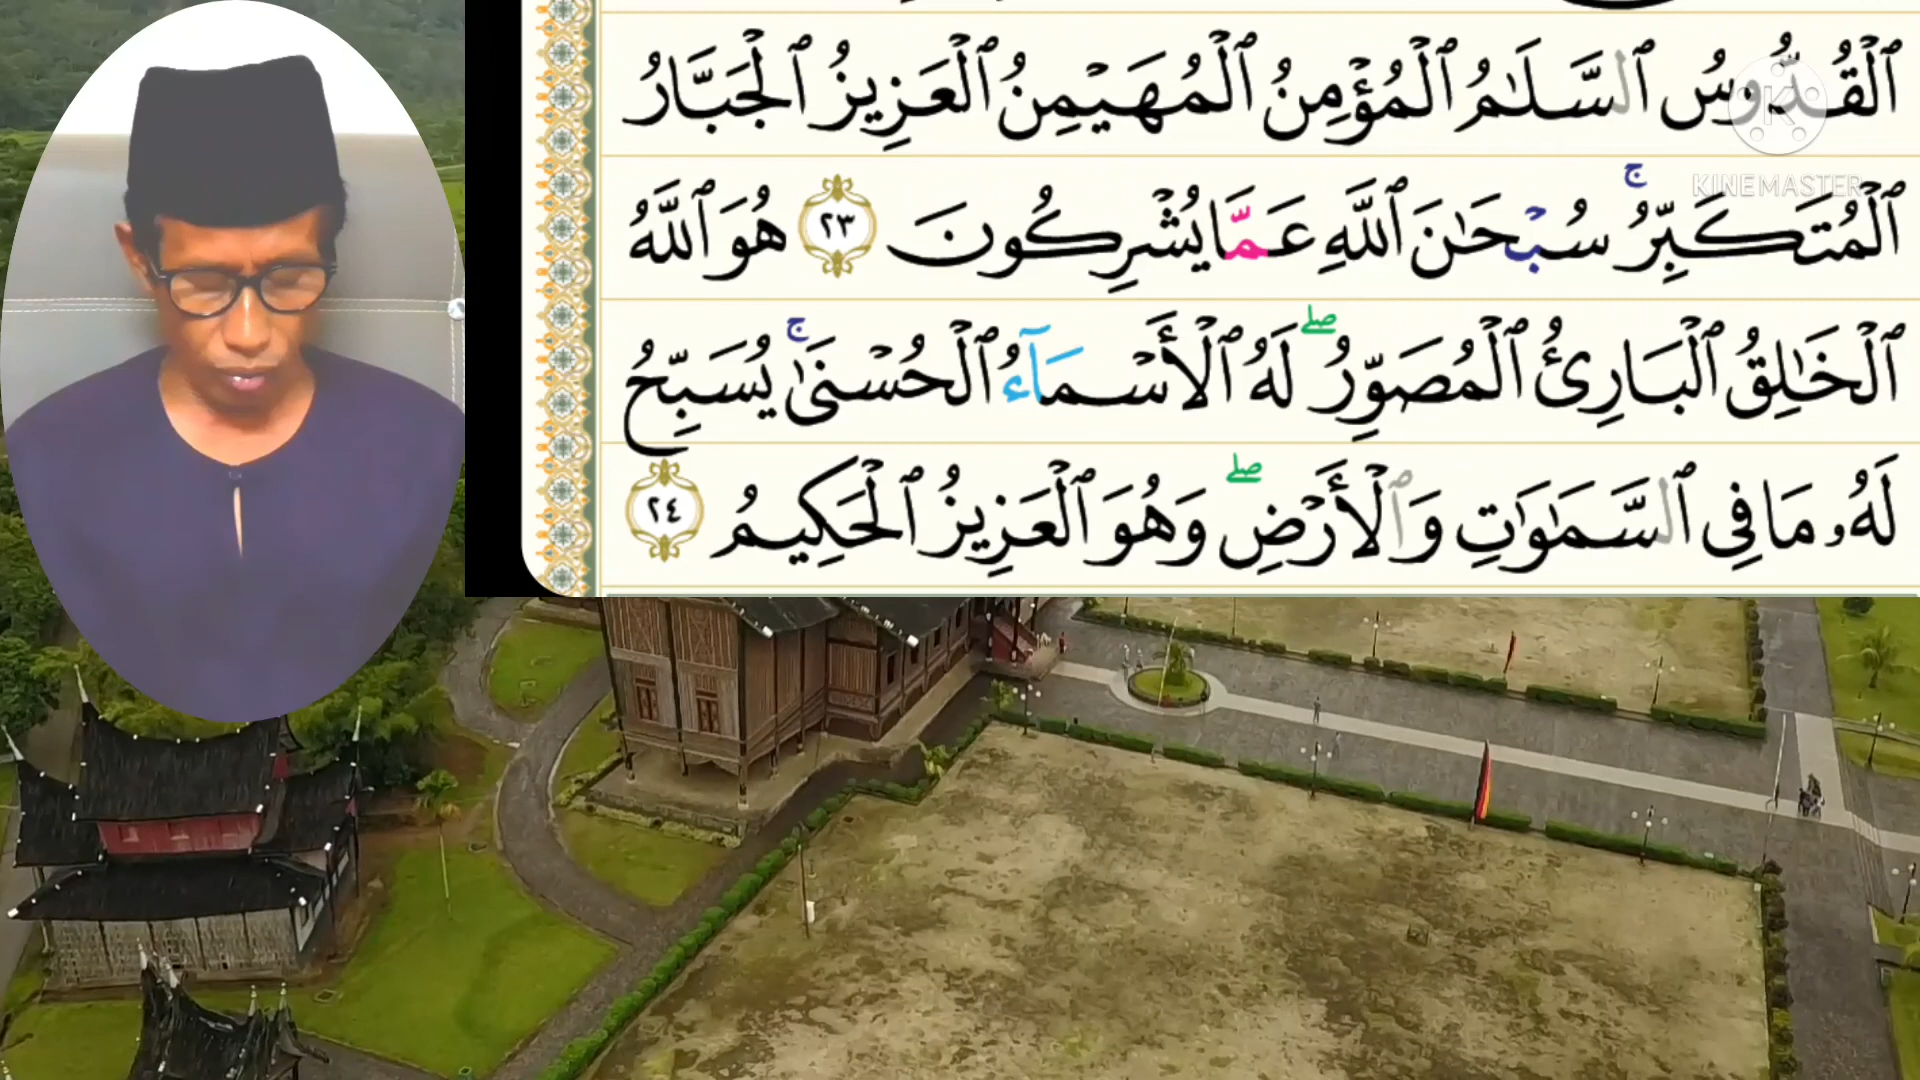 ٱلْقُدُّوسُ ٱلسَّلَـٰمُ ٱلْمُؤْمِنُ ٱلْمُهَيْمِنُ ٱلْعَزِيزُ ٱلْجَبَّارُ
ٱلْمُتَكَبِّرُ ۚ سُبْحَـٰنَ ٱللَّهِ عَمَّا يُشْرِكُونَ ٢٣ هُوَ ٱللَّهُ
ٱلْخَـٰلِقُ ٱلْبَارِئُ ٱلْمُصَوِّرُ ۖ لَهُ ٱلْأَسْمَآءُ ٱلْحُسْنَىٰ ۚ يُسَبِّحُ
لَهُۥ مَا فِى ٱلسَّمَـٰوَٰتِ وَٱلْأَرْضِ ۖ وَهُوَ ٱلْعَزِيزُ ٱلْحَكِيمُ ٢٤
KINEMASTER